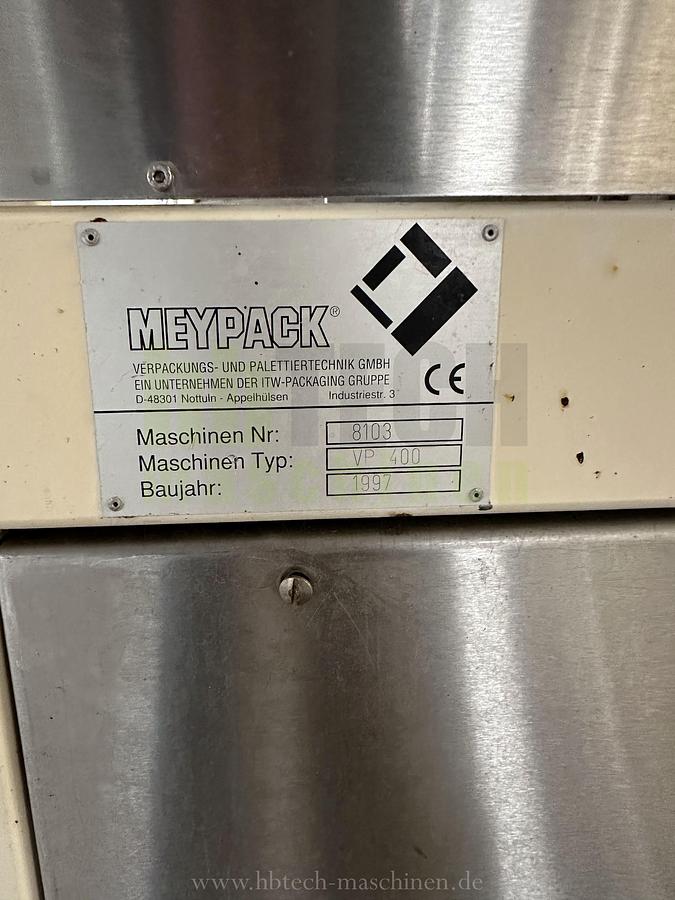 MEYPACK®
VERPACKUNGS- UND PALETTIERTECHNIK GMBH
EIN UNTERNEHMEN DER ITW-PACKAGING GRUPPE
D-48301 Nottuln - Appelhülsen Industriestr. 3
CE
Maschinen Nr: 8103
Maschinen Typ: VP 400
Baujahr: 1997
www.hbtech-maschinen.de